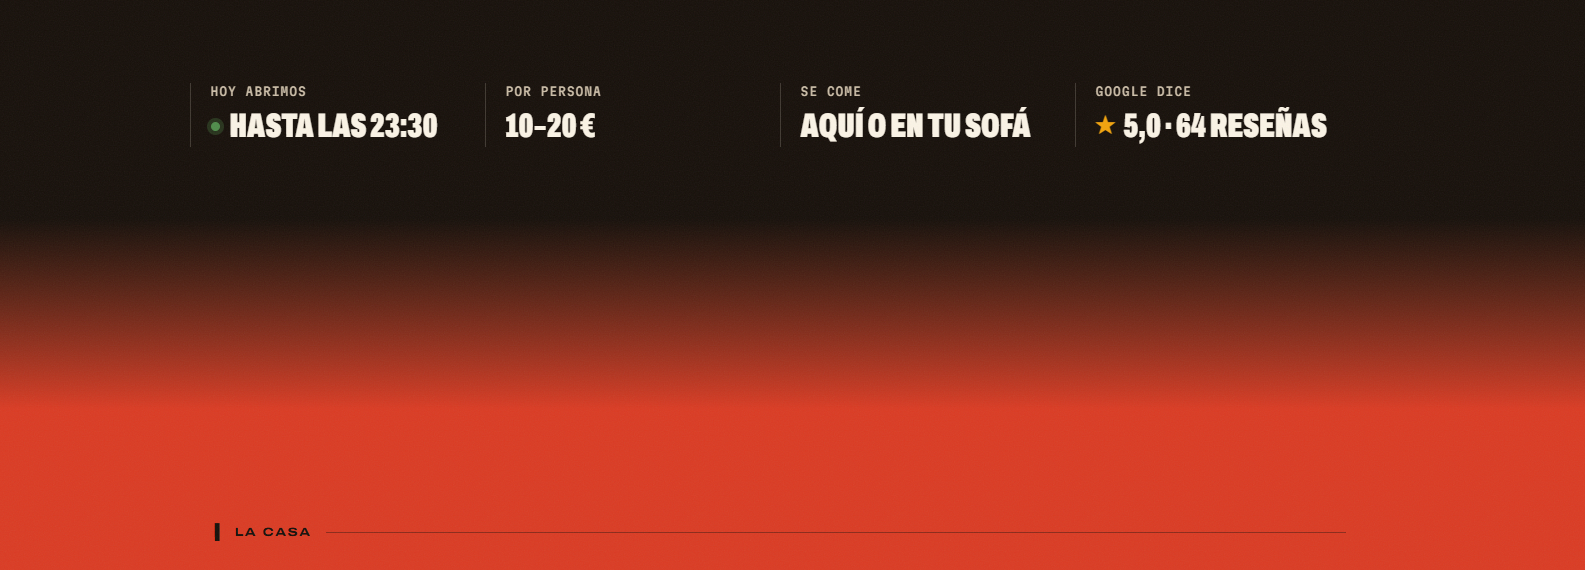 HOY ABRIMOS
HASTA LAS 23:30
POR PERSONA
10–20 €
SE COME
AQUÍ O EN TU SOFÁ
GOOGLE DICE
★ 5,0 · 64 RESEÑAS
LA CASA